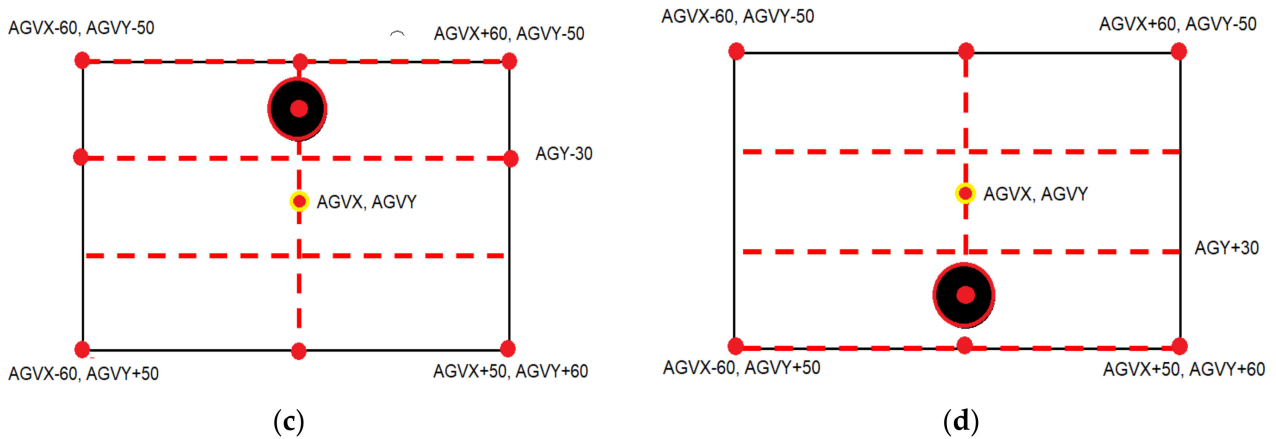 AGVX-60, AGVY-50
AGVX+60, AGVY-50
AGY-30
AGVX, AGVY
AGVX-60, AGVY+50
AGVX+50, AGVY+60
(c)
AGVX-60, AGVY-50
AGVX+60, AGVY-50
AGVX, AGVY
AGY+30
AGVX-60, AGVY+50
AGVX+50, AGVY+60
(d)